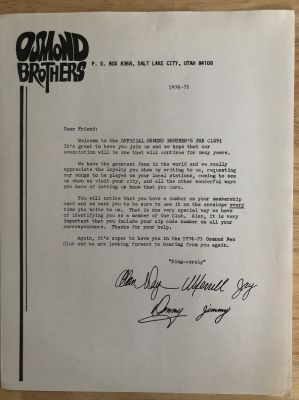 OSMOND
BROTHERS
P. O. BOX 8368, SALT LAKE CITY, UTAH 84108
1974-75
Dear Friend:
Welcome to the OFFICIAL OSMOND BROTHER'S FAN CLUB!
It's great to have you join us and we hope that our
association will be one that will continue for many years.
We have the greatest fans in the world and we really
appreciate the loyalty you show by writing to us, requesting
our songs to be played on your local stations, coming to see
us when we visit your city, and all the other wonderful ways
you have of letting us know that you care.
You will notice that you have a number on your membership
card and we want you to be sure to use it on the envelope every
time you write to us. That is one very special way we have
of identifying you as a member of the Club. Also, it is very
important that you include your zip code number on all your
correspondence. Thanks for your help.
Again, it's super to have you in the 1974-75 Osmond Fan
Club and we are looking forward to hearing from you again.
"Sing-cerely"
Alan Wayne Merrill Jay
Donny Jimmy